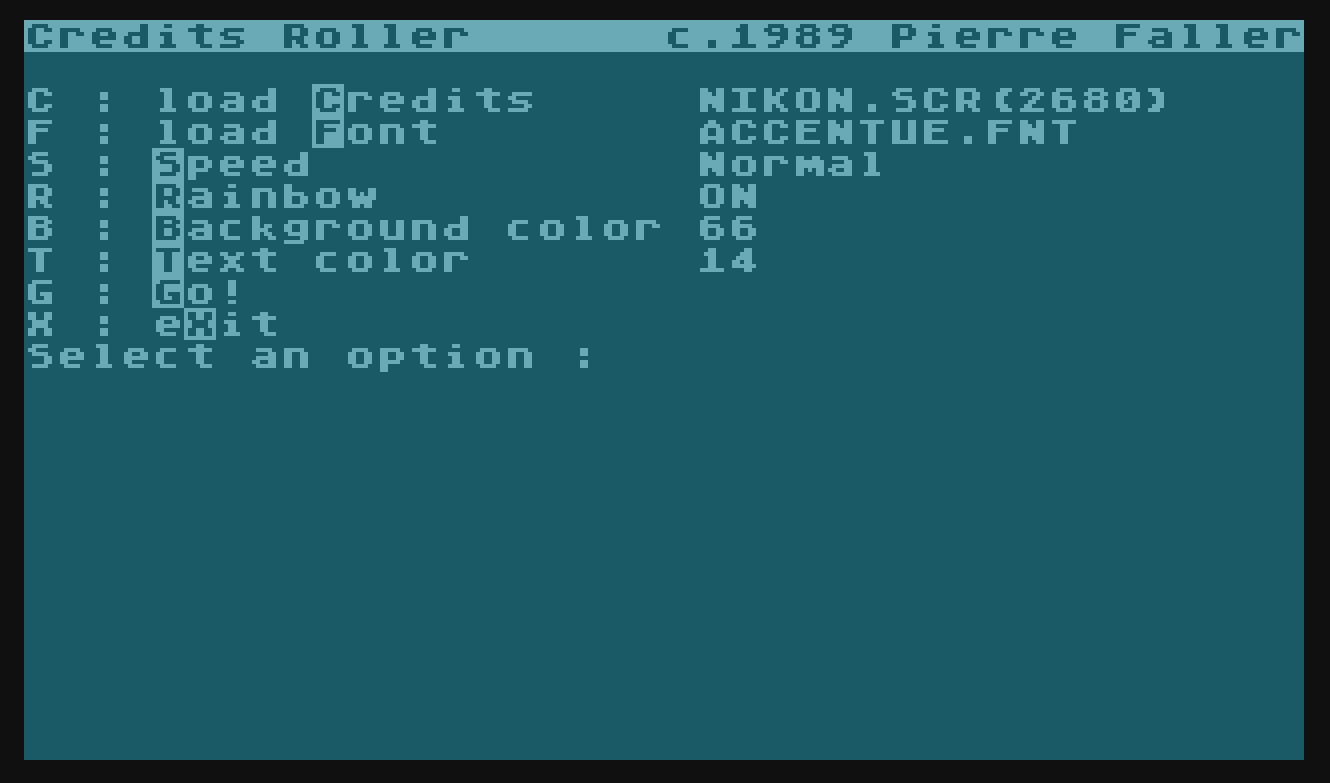 Credits Roller c.1989 Pierre Faller
C : load Credits NIKON.SCR(2680)
F : load Font ACCENTUE.FNT
S : Speed Normal
R : Rainbow ON
B : Background color 66
T : Text color 14
G : Go!
X : eXit
Select an option :